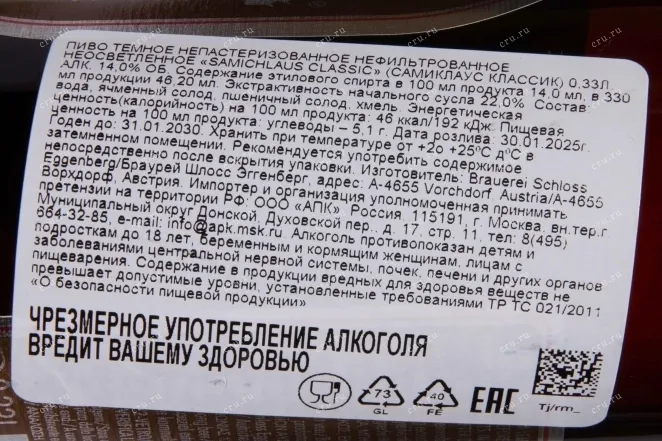 ПИВО ТЕМНОЕ НЕПАСТЕРИЗОВАННОЕ НЕФИЛЬТРОВАННОЕ
НЕОСВЕТЛЕННОЕ «SAMICHLAUS CLASSIC» (САМИКЛАУС КЛАССИК) 0,33Л.
АЛК. 14,0% ОБ. Содержание этилового спирта в 100 мл продукта 14,0 мл, в 330
мл продукции 46,20 мл. Экстрактивность начального сусла 22,0%. Состав:
вода, ячменный солод, пшеничный солод, хмель. Энергетическая
ценность(калорийность) на 100 мл продукта: 46 ккал/192 кДж. Пищевая
ценность на 100 мл продукта: углеводы – 5,1 г. Дата розлива: 30.01.2025г.
Годен до: 31.01.2030. Хранить при температуре от +2о +25°С д°С в
затемненном помещении. Рекомендуется употребить содержимое
непосредственно после вскрытия упаковки. Изготовитель: Brauerei Schloss
Eggenberg/Браурей Шлосс Эггенберг, адрес: A-4655 Vorchdorf, Austria/А-4655
Ворхдорф, Австрия. Импортер и организация уполномоченная принимать
претензии на территории РФ: ООО «АПК» Россия, 115191, г. Москва, вн.тер.г.
Муниципальный округ Донской, Духовской пер., д. 17, стр. 11, тел: 8(495)
664-32-85, e-mail: info@apk.msk.ru. Алкоголь противопоказан детям и
подросткам до 18 лет, беременным и кормящим женщинам, лицам с
заболеваниями центральной нервной системы, почек, печени и других органов
пищеварения. Содержание в продукции вредных для здоровья веществ не
превышает допустимые уровни, установленные требованиями ТР ТС 021/2011
«О безопасности пищевой продукции»
ЧРЕЗМЕРНОЕ УПОТРЕБЛЕНИЕ АЛКОГОЛЯ
ВРЕДИТ ВАШЕМУ ЗДОРОВЬЮ
73
GL
40
FE
EAC
Tj/rm_
cru.ru